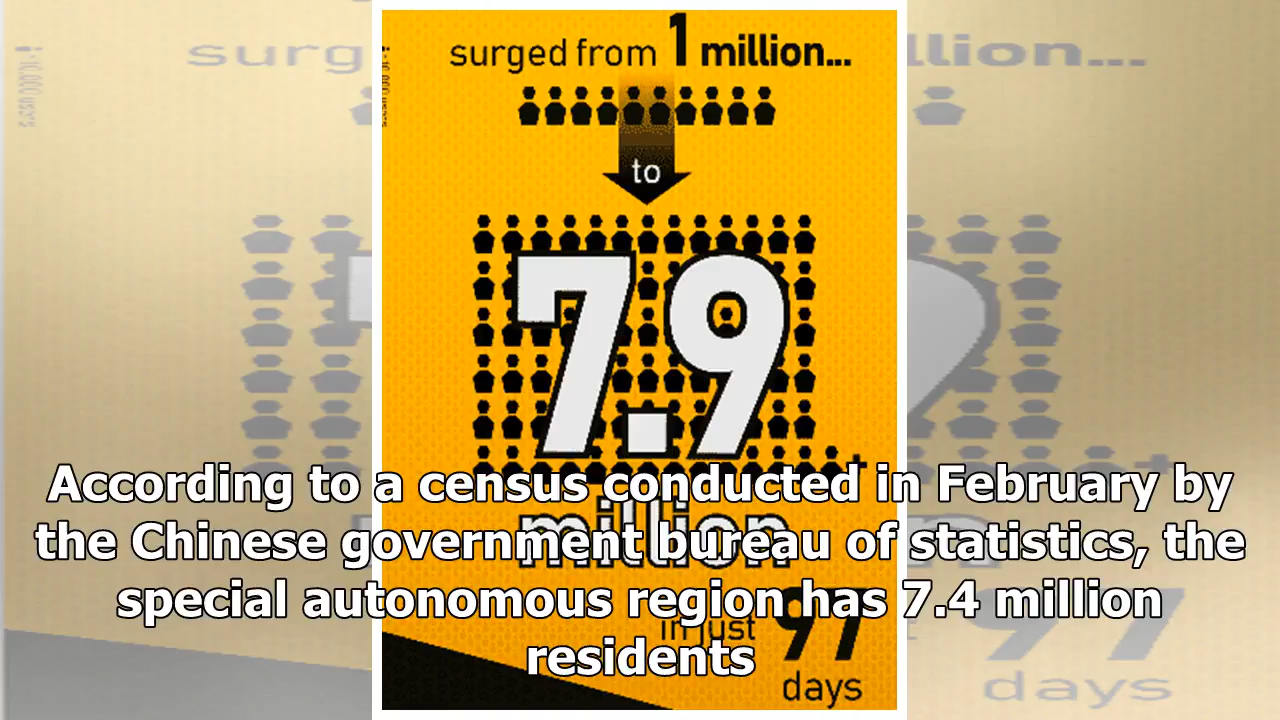 surged from 1 million...
to
7.9
million
+
According to a census conducted in February by
the Chinese government bureau of statistics, the
special autonomous region has 7.4 million
residents
in just 97
days